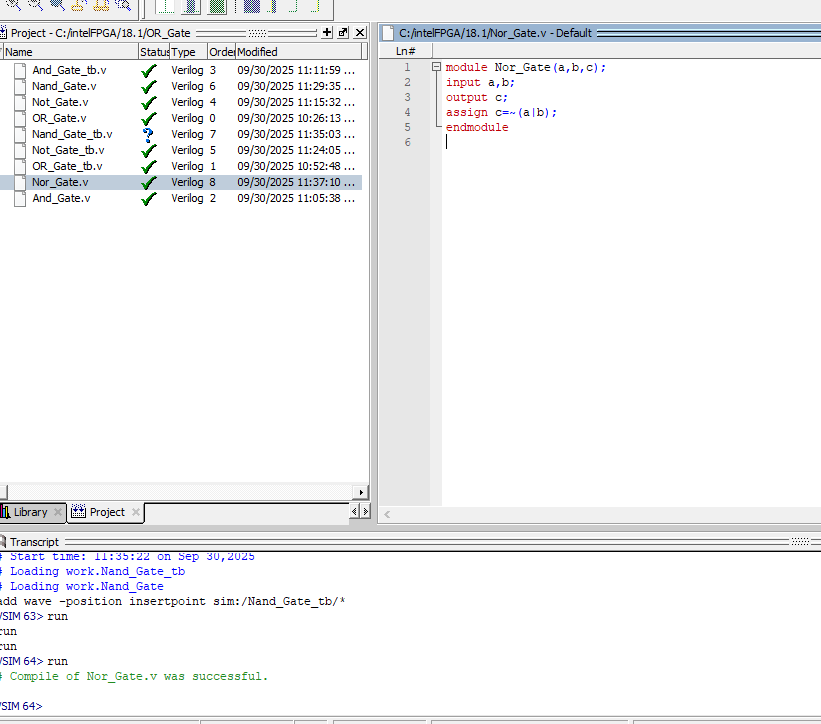 Project - C:/intelFPGA/18.1/OR_Gate
Name Status Type Order Modified
And_Gate_tb.v Verilog 3 09/30/2025 11:11:59 ...
Nand_Gate.v Verilog 6 09/30/2025 11:29:35 ...
Not_Gate.v Verilog 4 09/30/2025 11:15:32 ...
OR_Gate.v Verilog 0 09/30/2025 10:26:13 ...
Nand_Gate_tb.v ? Verilog 7 09/30/2025 11:35:03 ...
Not_Gate_tb.v Verilog 5 09/30/2025 11:24:05 ...
OR_Gate_tb.v Verilog 1 09/30/2025 10:52:48 ...
Nor_Gate.v Verilog 8 09/30/2025 11:37:10 ...
And_Gate.v Verilog 2 09/30/2025 11:05:38 ...
Library Project
C:/intelFPGA/18.1/Nor_Gate.v - Default
Ln#
1 module Nor_Gate(a,b,c);
2 input a,b;
3 output c;
4 assign c=~(a|b);
5 endmodule
6
Transcript
# Start time: 11:35:22 on Sep 30,2025
# Loading work.Nand_Gate_tb
# Loading work.Nand_Gate
add wave -position insertpoint sim:/Nand_Gate_tb/*
VSIM 63> run
run
run
VSIM 64> run
# Compile of Nor_Gate.v was successful.
VSIM 64>